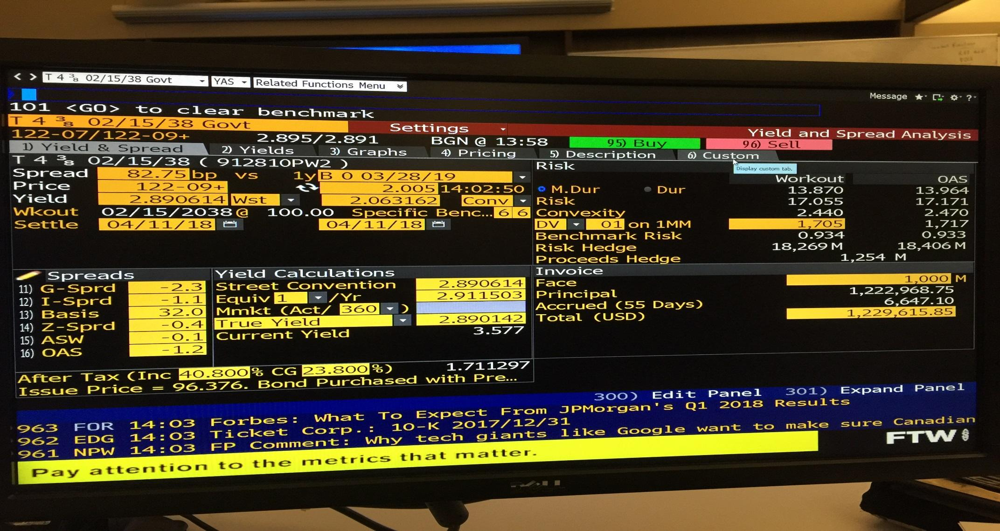 < > T 4 ⅜ 02/15/38 Govt YAS Related Functions Menu
Message ?
101 <GO> to clear benchmark
T 4 ⅜ 02/15/38 Govt Settings Yield and Spread Analysis
122-07/122-09+ 2.895/2.891 BGN @ 13:58 95) Buy 96) Sell
1) Yield & Spread 2) Yields 3) Graphs 4) Pricing 5) Description 6) Custom
Display custom tab.
T 4 ⅜ 02/15/38 ( 912810PW2 )
Spread 82.75 bp vs 1y B 0 03/28/19
Price 122-09+ 2.005 14:02:50
Yield 2.890614 Wst 2.063162 Conv
Wkout 02/15/2038 @ 100.00 Specific Benc... 6 6
Settle 04/11/18 04/11/18
Risk
Workout OAS
M.Dur Dur 13.870 13.964
Risk 17.055 17.171
Convexity 2.440 2.470
DV 01 on 1MM 1,705 1,717
Benchmark Risk 0.934 0.933
Risk Hedge 18,269 M 18,406 M
Proceeds Hedge 1,254 M
Spreads
11) G-Sprd -2.3
12) I-Sprd -1.1
13) Basis 32.0
14) Z-Sprd -0.4
15) ASW -0.1
16) OAS -1.2
Yield Calculations
Street Convention 2.890614
Equiv 1 /Yr 2.911503
Mmkt (Act/ 360 )
True Yield 2.890142
Current Yield 3.577
Invoice
Face 1,000 M
Principal 1,222,968.75
Accrued (55 Days) 6,647.10
Total (USD) 1,229,615.85
After Tax (Inc 40.800 % CG 23.800 %) 1.711297
Issue Price = 96.376. Bond Purchased with Pre...
300) Edit Panel 301) Expand Panel
963 FOR 14:03 Forbes: What To Expect From JPMorgan's Q1 2018 Results
962 EDG 14:03 Ticket Corp.: 10-K 2017/12/31
961 NPW 14:03 FP Comment: Why tech giants like Google want to make sure Canadian
Pay attention to the metrics that matter.
FTW
DELL